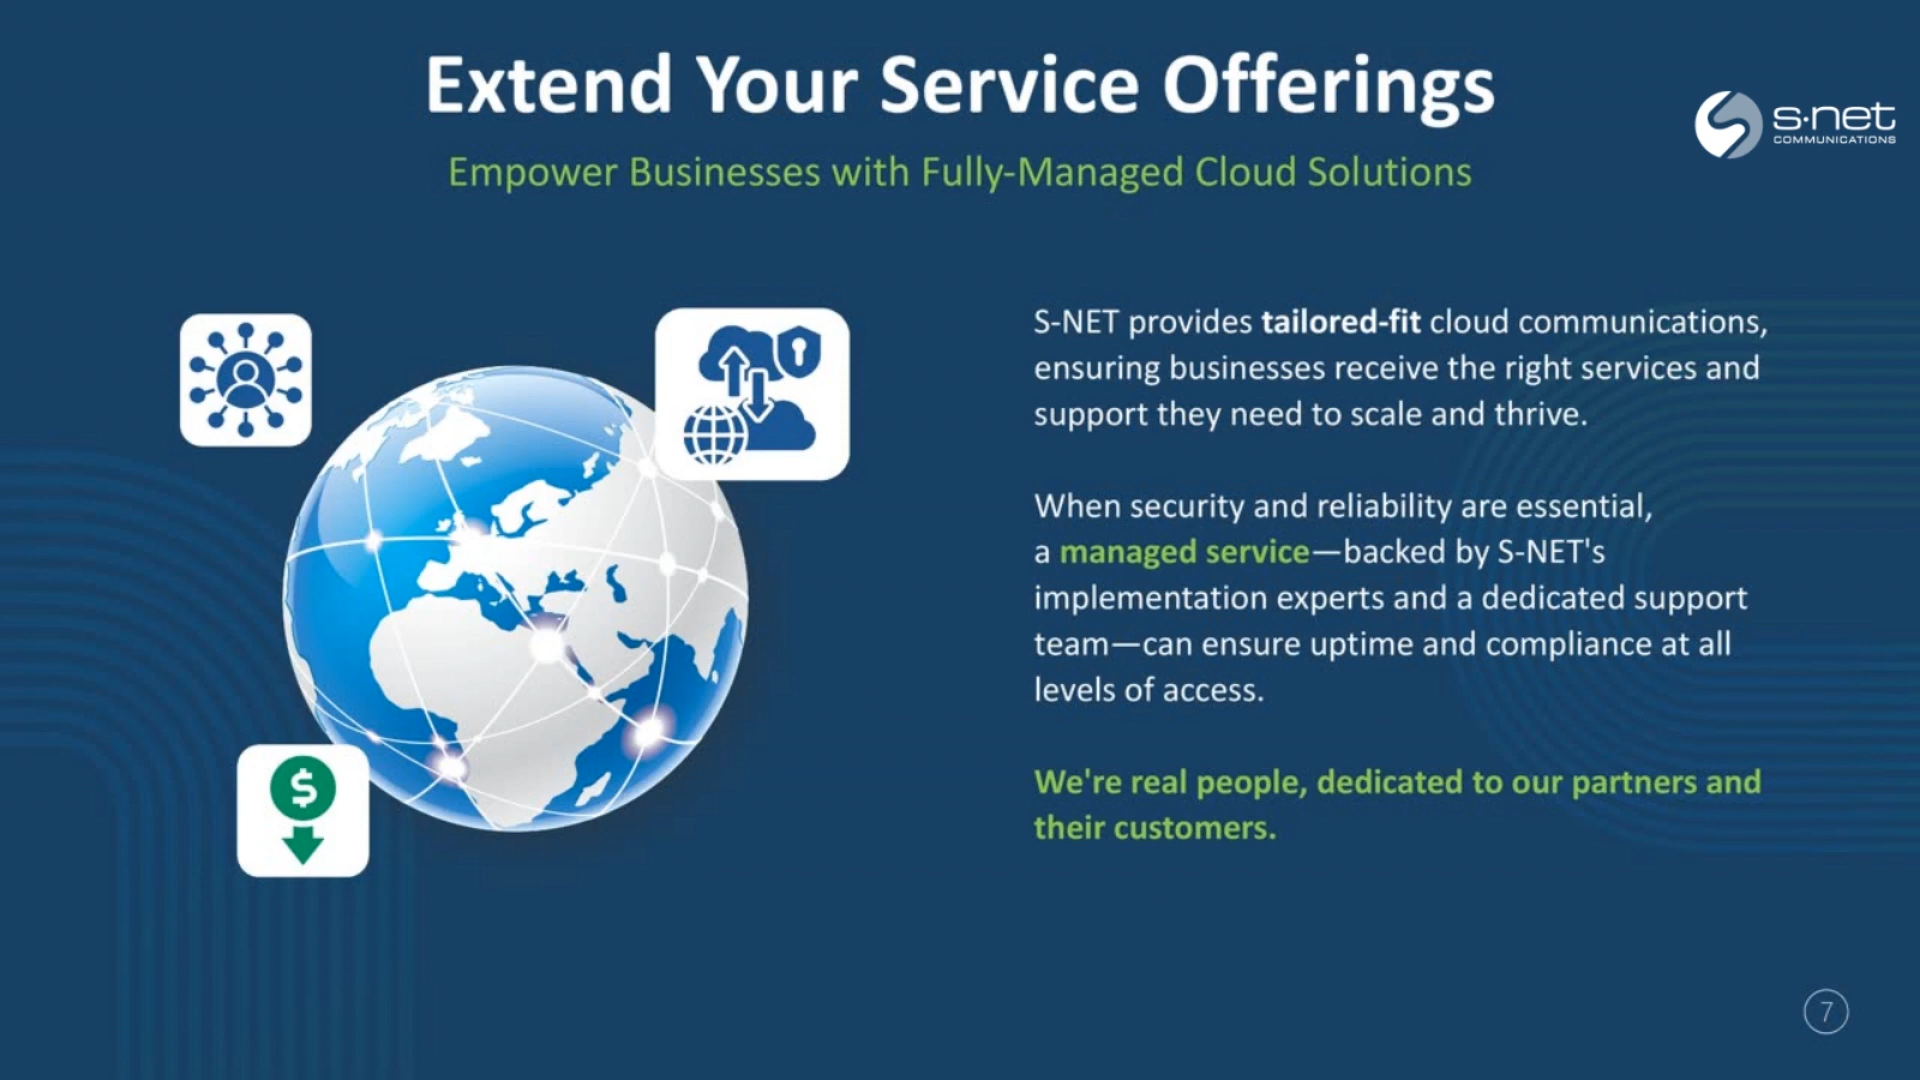 Extend Your Service Offerings
s·net
COMMUNICATIONS
Empower Businesses with Fully-Managed Cloud Solutions
S-NET provides tailored-fit cloud communications,
ensuring businesses receive the right services and
support they need to scale and thrive.
When security and reliability are essential,
a managed service—backed by S-NET's
implementation experts and a dedicated support
team—can ensure uptime and compliance at all
levels of access.
We're real people, dedicated to our partners and
their customers.
$
7